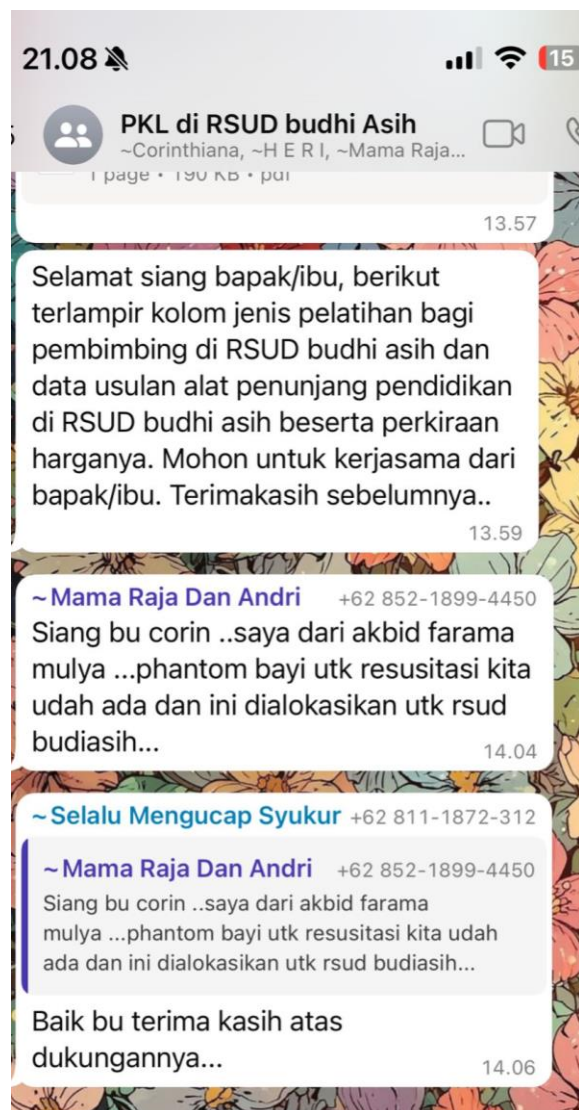 21.08
15
PKL di RSUD budhi Asih
~Corinthiana, ~H E R I, ~Mama Raja...
1 page • 190 KB • pdf
13.57
Selamat siang bapak/ibu, berikut
terlampir kolom jenis pelatihan bagi
pembimbing di RSUD budhi asih dan
data usulan alat penunjang pendidikan
di RSUD budhi asih beserta perkiraan
harganya. Mohon untuk kerjasama dari
bapak/ibu. Terimakasih sebelumnya..
13.59
~Mama Raja Dan Andri +62 852-1899-4450
Siang bu corin ..saya dari akbid farama
mulya ...phantom bayi utk resusitasi kita
udah ada dan ini dialokasikan utk rsud
budiasih...
14.04
~Selalu Mengucap Syukur +62 811-1872-312
~Mama Raja Dan Andri +62 852-1899-4450
Siang bu corin ..saya dari akbid farama
mulya ...phantom bayi utk resusitasi kita udah
ada dan ini dialokasikan utk rsud budiasih...
Baik bu terima kasih atas
dukungannya...
14.06